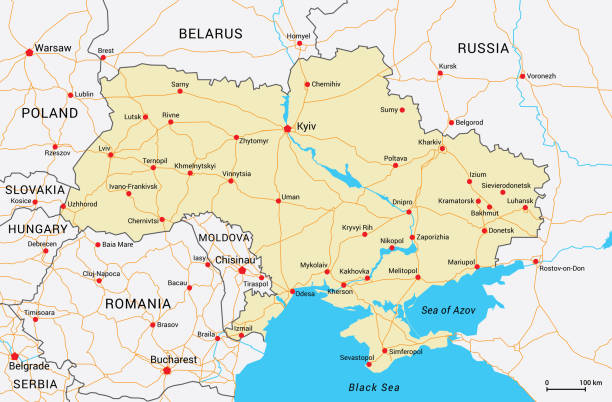 BELARUS
Homyel
RUSSIA
Warsaw
Brest
Kursk
Voronezh
Lublin
Sarny
Chernihiv
POLAND
Lutsk
Rivne
Kyiv
Sumy
Belgorod
Rzeszov
Lviv
Zhytomyr
Kharkiv
Ternopil
Khmelnytskyi
Vinnytsia
Poltava
Izium
SLOVAKIA
Ivano-Frankivsk
Sievierodonetsk
Kosice
Uzhhorod
Uman
Kramatorsk
Luhansk
Chernivtsi
Dnipro
Bakhmut
HUNGARY
Debrecen
Baia Mare
MOLDOVA
Kryvyi Rih
Zaporizhia
Donetsk
Nikopol
Iasy
Chisinau
Mykolaiv
Kakhovka
Melitopol
Mariupol
Rostov-on-Don
Cluj-Napoca
Bacau
Tiraspol
Odesa
Kherson
ROMANIA
Sea of Azov
Timisoara
Brasov
Braila
Izmail
Simferopol
Sevastopol
Belgrade
Bucharest
SERBIA
Black Sea
0 100 km